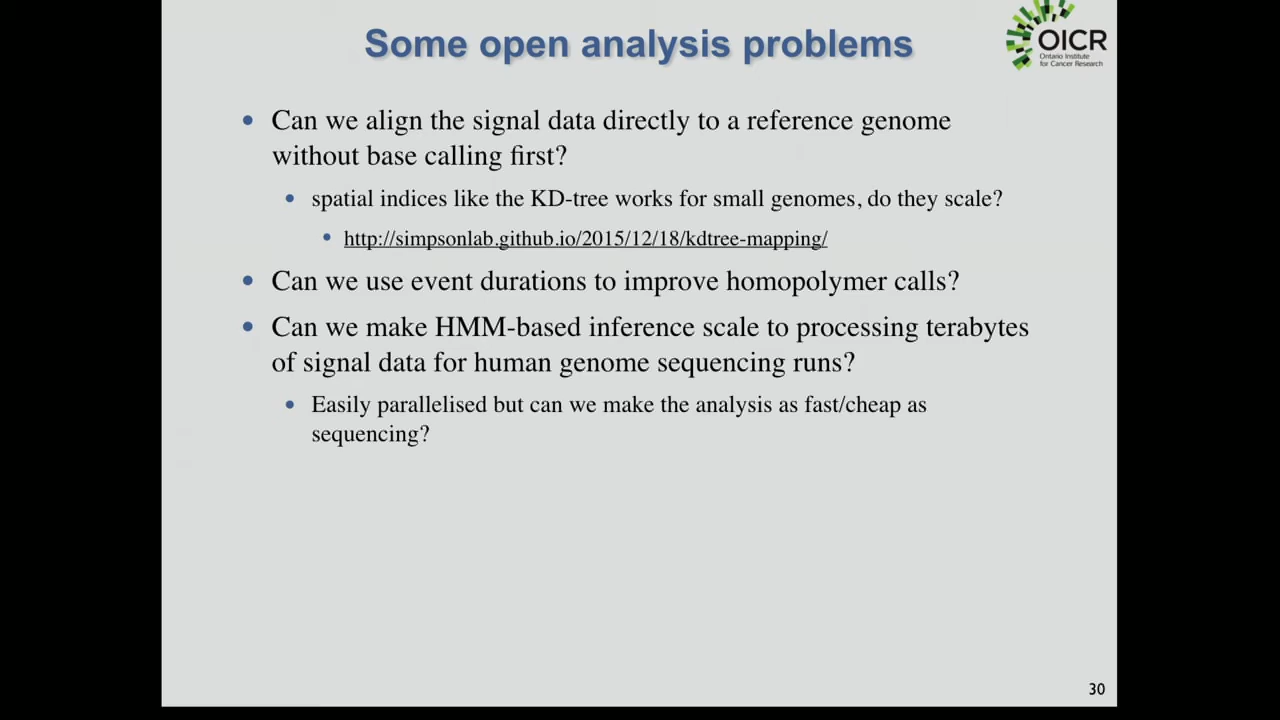 Some open analysis problems
OICR
Ontario Institute
for Cancer Research
• Can we align the signal data directly to a reference genome
without base calling first?
• spatial indices like the KD-tree works for small genomes, do they scale?
• http://simpsonlab.github.io/2015/12/18/kdtree-mapping/
• Can we use event durations to improve homopolymer calls?
• Can we make HMM-based inference scale to processing terabytes
of signal data for human genome sequencing runs?
• Easily parallelised but can we make the analysis as fast/cheap as
sequencing?
30